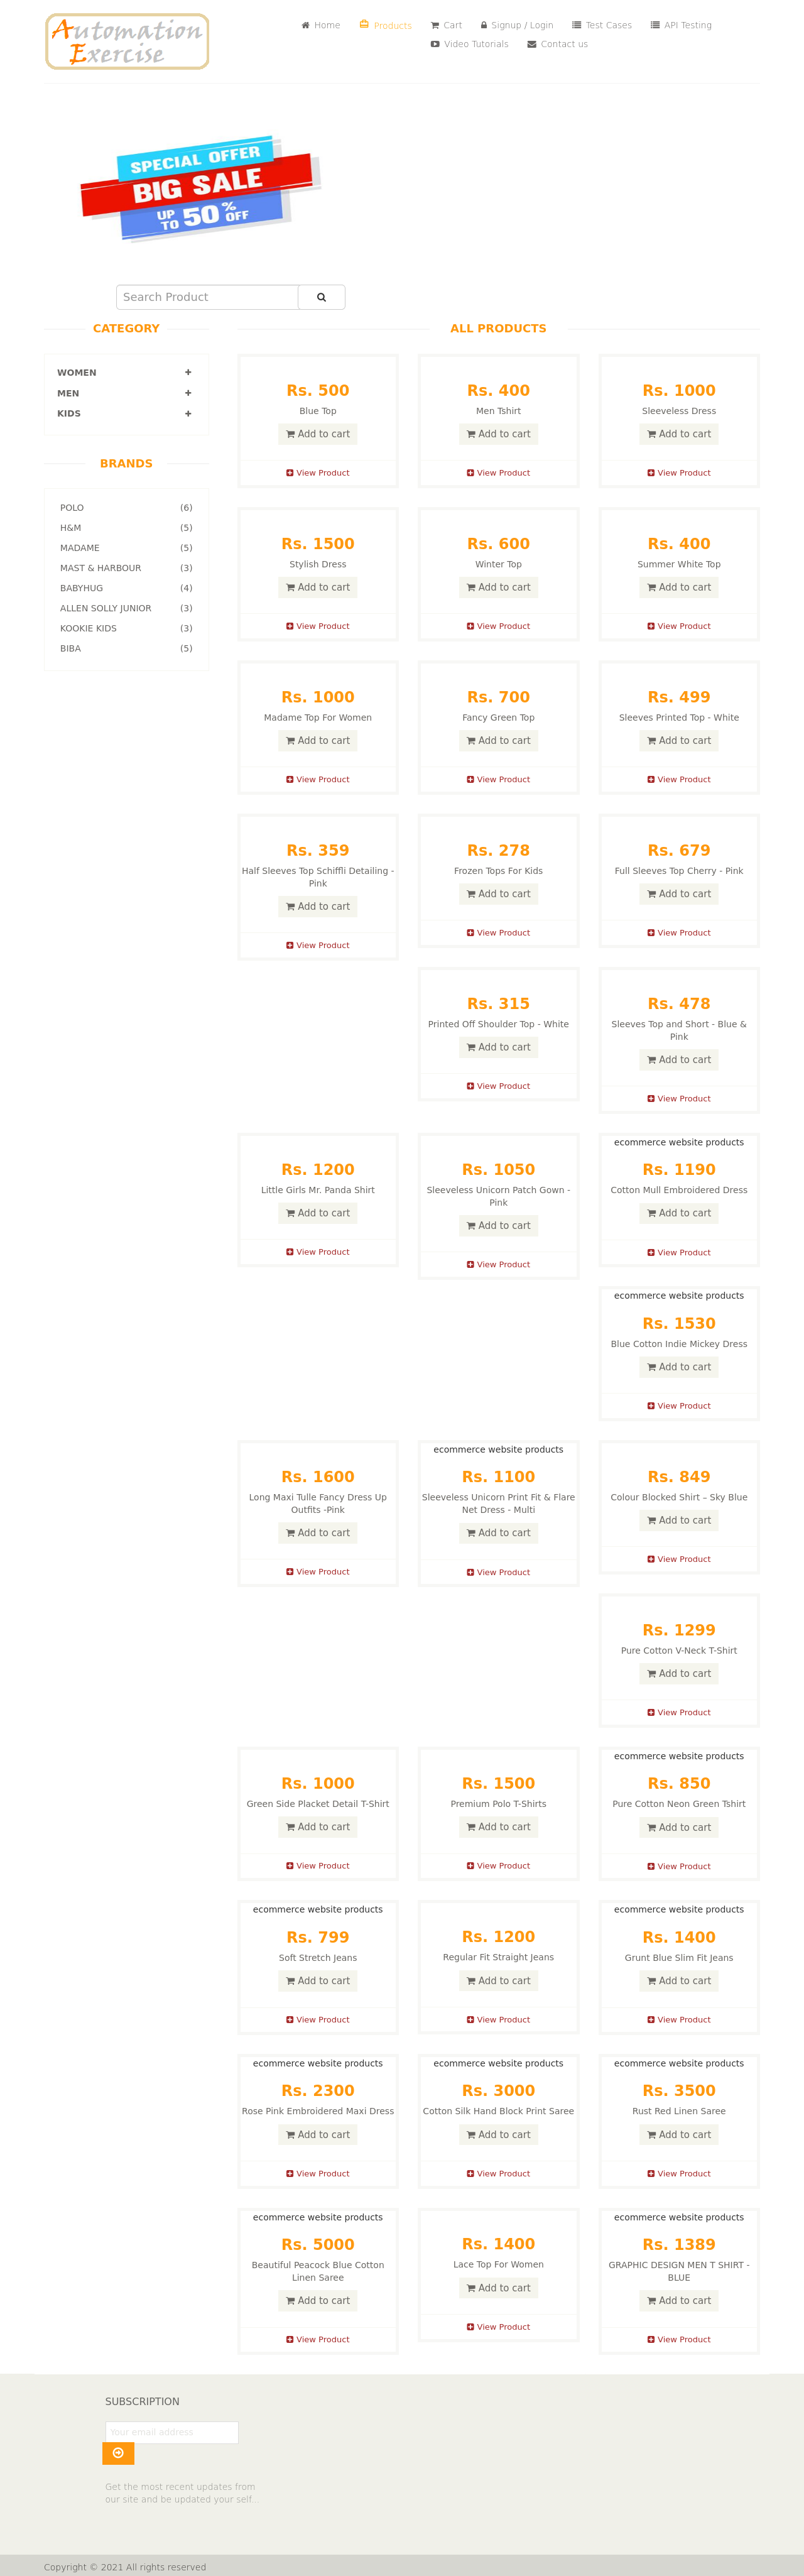 Automation
Exercise
Home
Products
Cart
Signup / Login
Test Cases
API Testing
Video Tutorials
Contact us
SPECIAL OFFER
BIG SALE
UP TO 50% OFF
Search Product
CATEGORY
WOMEN
MEN
KIDS
BRANDS
POLO (6)
H&M (5)
MADAME (5)
MAST & HARBOUR (3)
BABYHUG (4)
ALLEN SOLLY JUNIOR (3)
KOOKIE KIDS (3)
BIBA (5)
ALL PRODUCTS
Rs. 500
Blue Top
Add to cart
View Product
Rs. 400
Men Tshirt
Add to cart
View Product
Rs. 1000
Sleeveless Dress
Add to cart
View Product
Rs. 1500
Stylish Dress
Add to cart
View Product
Rs. 600
Winter Top
Add to cart
View Product
Rs. 400
Summer White Top
Add to cart
View Product
Rs. 1000
Madame Top For Women
Add to cart
View Product
Rs. 700
Fancy Green Top
Add to cart
View Product
Rs. 499
Sleeves Printed Top - White
Add to cart
View Product
Rs. 359
Half Sleeves Top Schiffli Detailing -
Pink
Add to cart
View Product
Rs. 278
Frozen Tops For Kids
Add to cart
View Product
Rs. 679
Full Sleeves Top Cherry - Pink
Add to cart
View Product
Rs. 315
Printed Off Shoulder Top - White
Add to cart
View Product
Rs. 478
Sleeves Top and Short - Blue &
Pink
Add to cart
View Product
Rs. 1200
Little Girls Mr. Panda Shirt
Add to cart
View Product
Rs. 1050
Sleeveless Unicorn Patch Gown -
Pink
Add to cart
View Product
ecommerce website products
Rs. 1190
Cotton Mull Embroidered Dress
Add to cart
View Product
ecommerce website products
Rs. 1530
Blue Cotton Indie Mickey Dress
Add to cart
View Product
Rs. 1600
Long Maxi Tulle Fancy Dress Up
Outfits -Pink
Add to cart
View Product
ecommerce website products
Rs. 1100
Sleeveless Unicorn Print Fit & Flare
Net Dress - Multi
Add to cart
View Product
Rs. 849
Colour Blocked Shirt – Sky Blue
Add to cart
View Product
Rs. 1299
Pure Cotton V-Neck T-Shirt
Add to cart
View Product
Rs. 1000
Green Side Placket Detail T-Shirt
Add to cart
View Product
Rs. 1500
Premium Polo T-Shirts
Add to cart
View Product
ecommerce website products
Rs. 850
Pure Cotton Neon Green Tshirt
Add to cart
View Product
ecommerce website products
Rs. 799
Soft Stretch Jeans
Add to cart
View Product
Rs. 1200
Regular Fit Straight Jeans
Add to cart
View Product
ecommerce website products
Rs. 1400
Grunt Blue Slim Fit Jeans
Add to cart
View Product
ecommerce website products
Rs. 2300
Rose Pink Embroidered Maxi Dress
Add to cart
View Product
ecommerce website products
Rs. 3000
Cotton Silk Hand Block Print Saree
Add to cart
View Product
ecommerce website products
Rs. 3500
Rust Red Linen Saree
Add to cart
View Product
ecommerce website products
Rs. 5000
Beautiful Peacock Blue Cotton
Linen Saree
Add to cart
View Product
Rs. 1400
Lace Top For Women
Add to cart
View Product
ecommerce website products
Rs. 1389
GRAPHIC DESIGN MEN T SHIRT -
BLUE
Add to cart
View Product
SUBSCRIPTION
Your email address
Get the most recent updates from
our site and be updated your self...
Copyright © 2021 All rights reserved